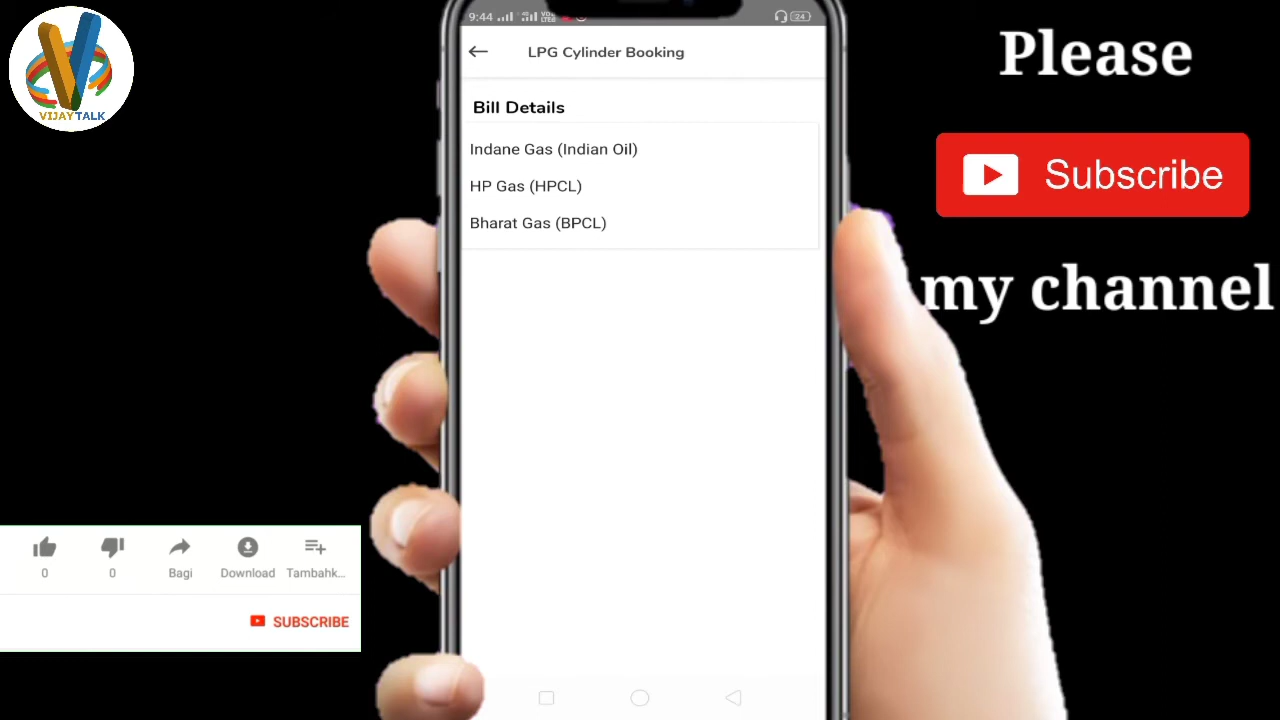 VIJAYTALK
9:44
24
LPG Cylinder Booking
Bill Details
Indane Gas (Indian Oil)
HP Gas (HPCL)
Bharat Gas (BPCL)
Please
Subscribe
my channel
0
0
Bagi
Download
Tambahk...
SUBSCRIBE